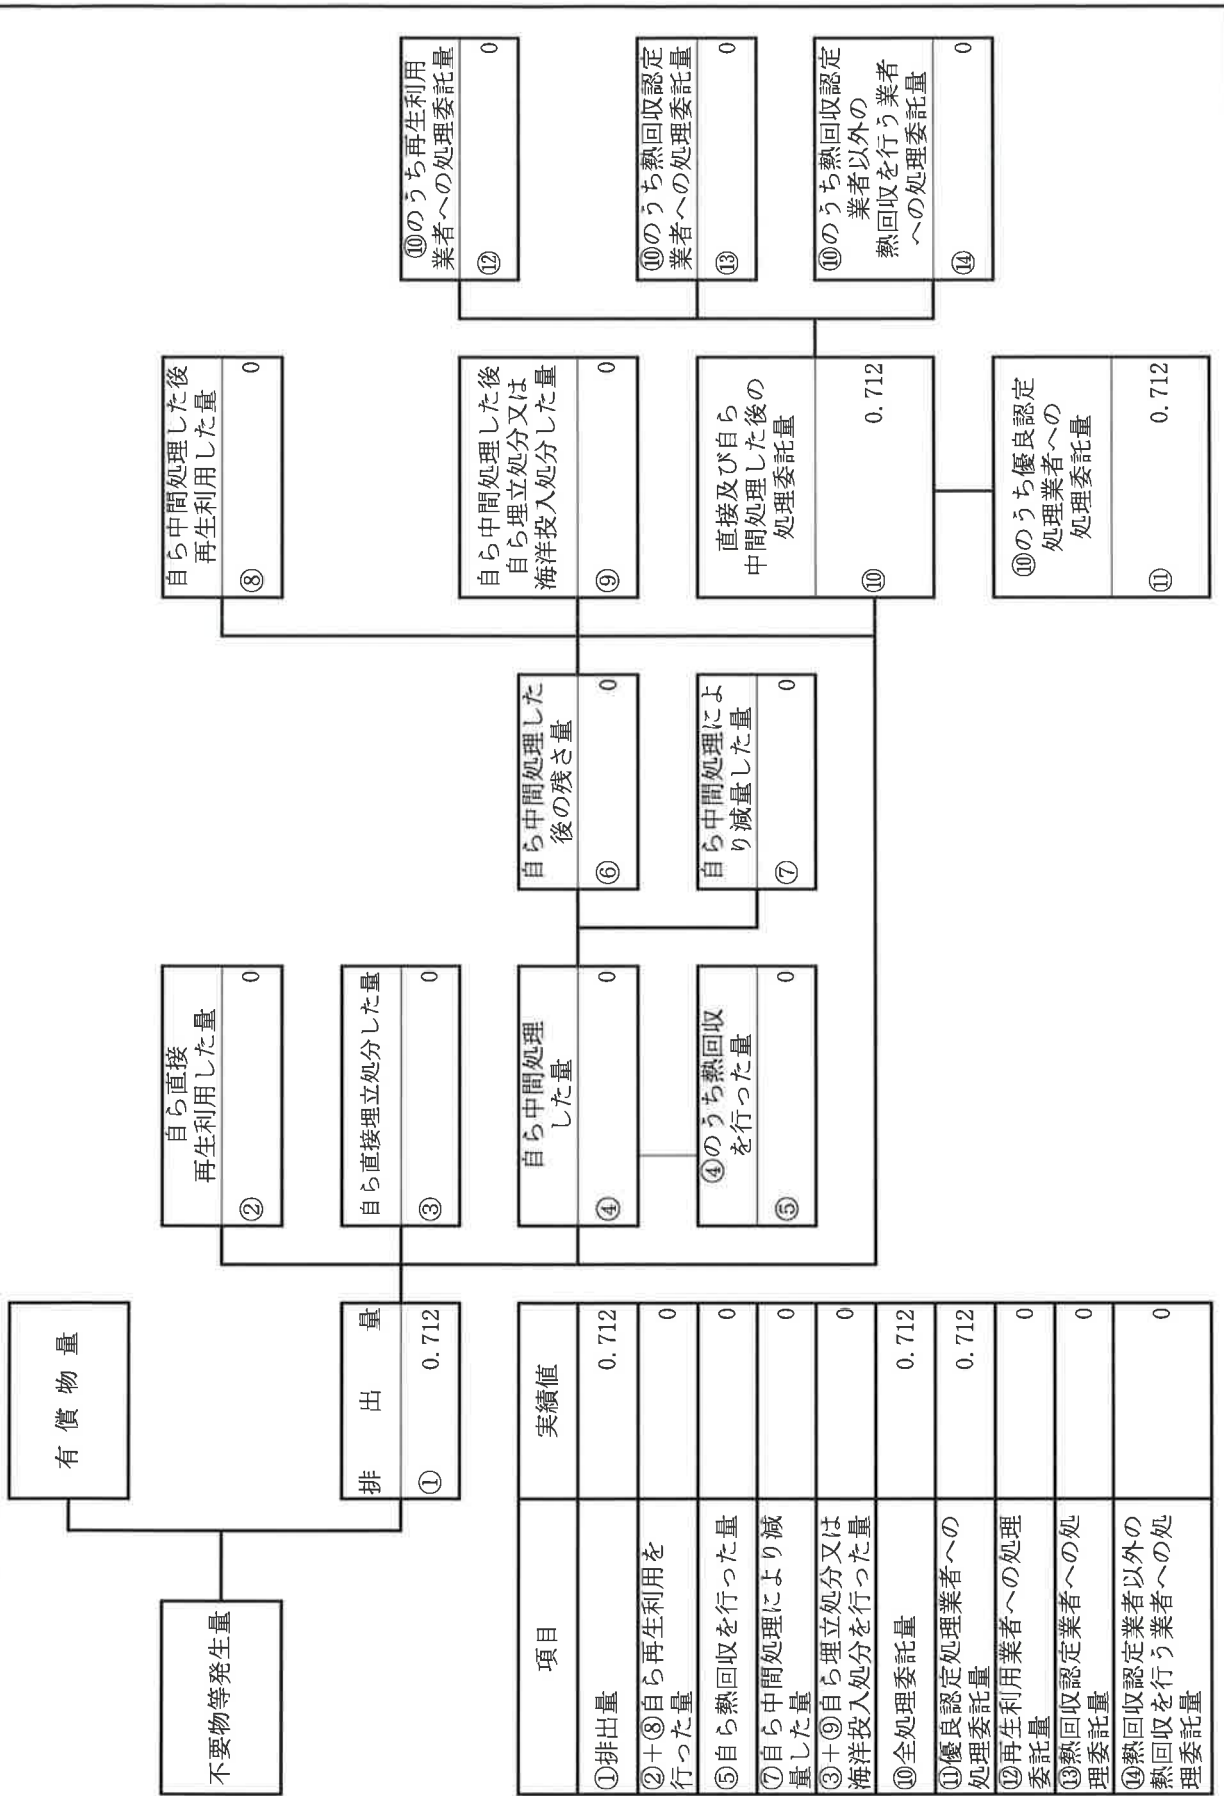 有償物量
不要物等発生量
排出量
① 0.712
自ら直接
再生利用した量
② 0
自ら直接埋立処分した量
③ 0
自ら中間処理
した量
④ 0
④のうち熱回収
を行った量
⑤ 0
自ら中間処理した
後の残さ量
⑥ 0
自ら中間処理によ
り減量した量
⑦ 0
自ら中間処理した後
再生利用した量
⑧ 0
自ら中間処理した後
自ら埋立処分又は
海洋投入処分した量
⑨ 0
直接及び自ら
中間処理した後の
処理委託量
⑩ 0.712
⑩のうち優良認定
処理業者への
処理委託量
⑪ 0.712
⑩のうち再生利用
業者への処理委託量
⑫ 0
⑩のうち熱回収認定
業者への処理委託量
⑬ 0
⑩のうち熱回収認定
業者以外の
熱回収を行う業者
への処理委託量
⑭ 0
項目 実績値
①排出量 0.712
②+⑧自ら再生利用を
行った量 0
⑤自ら熱回収を行った量 0
⑦自ら中間処理により減
量した量 0
③+⑨自ら埋立処分又は
海洋投入処分を行った量 0
⑩全処理委託量 0.712
⑪優良認定処理業者への
処理委託量 0.712
⑫再生利用業者への処理
委託量 0
⑬熱回収認定業者への処
理委託量 0
⑭熱回収認定業者以外の
熱回収を行う業者への処
理委託量 0